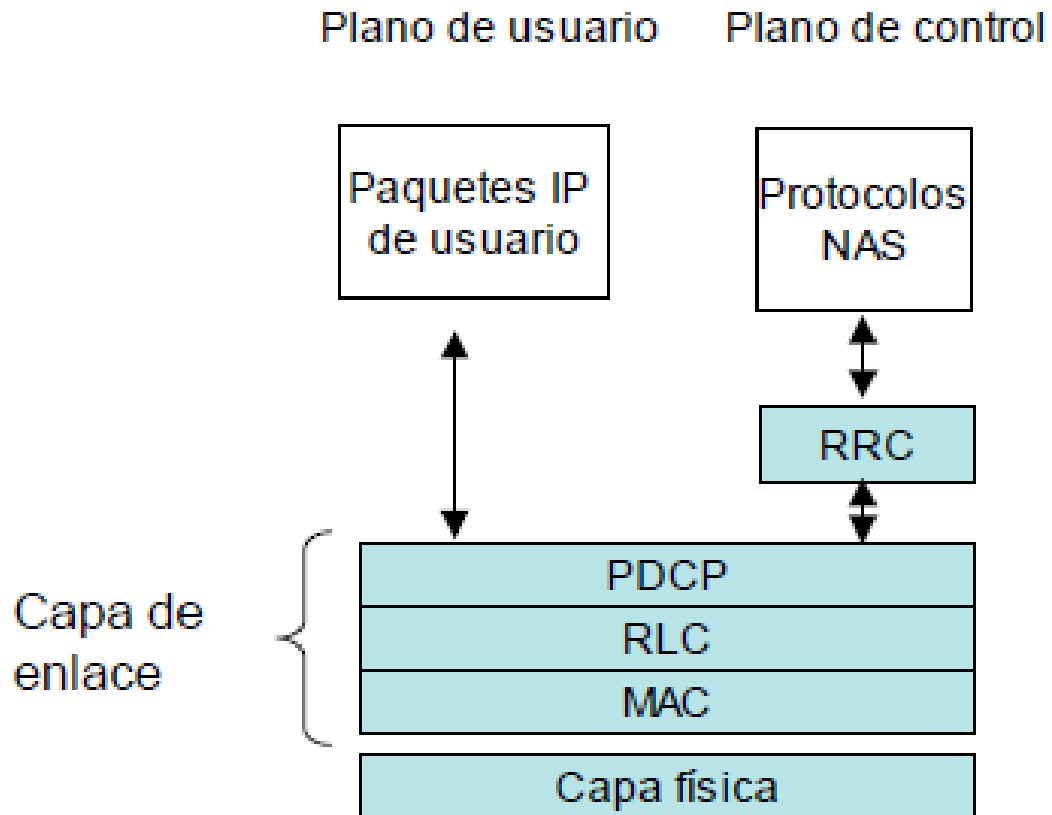 Plano de usuario
Plano de control
Paquetes IP
de usuario
Protocolos
NAS
RRC
Capa de
enlace
PDCP
RLC
MAC
Capa física